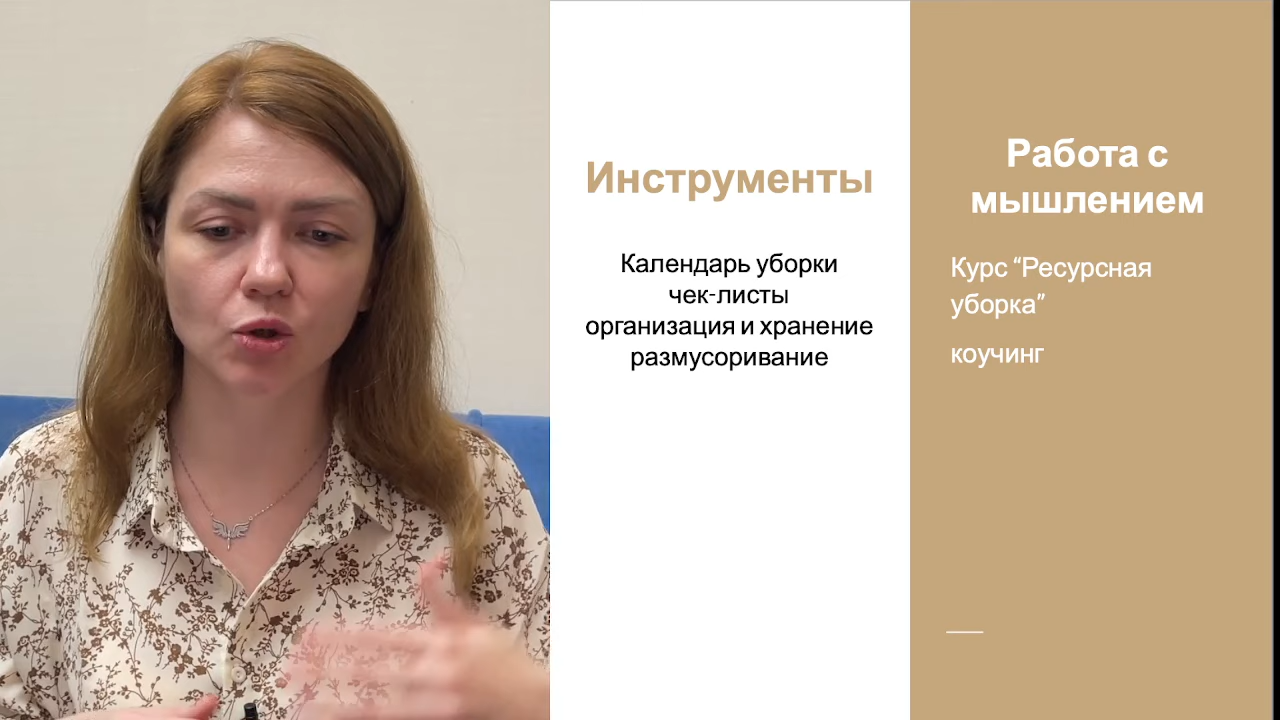 Инструменты
Календарь уборки
чек-листы
организация и хранение
размусоривание
Работа с
мышлением
Курс “Ресурсная
уборка”
коучинг